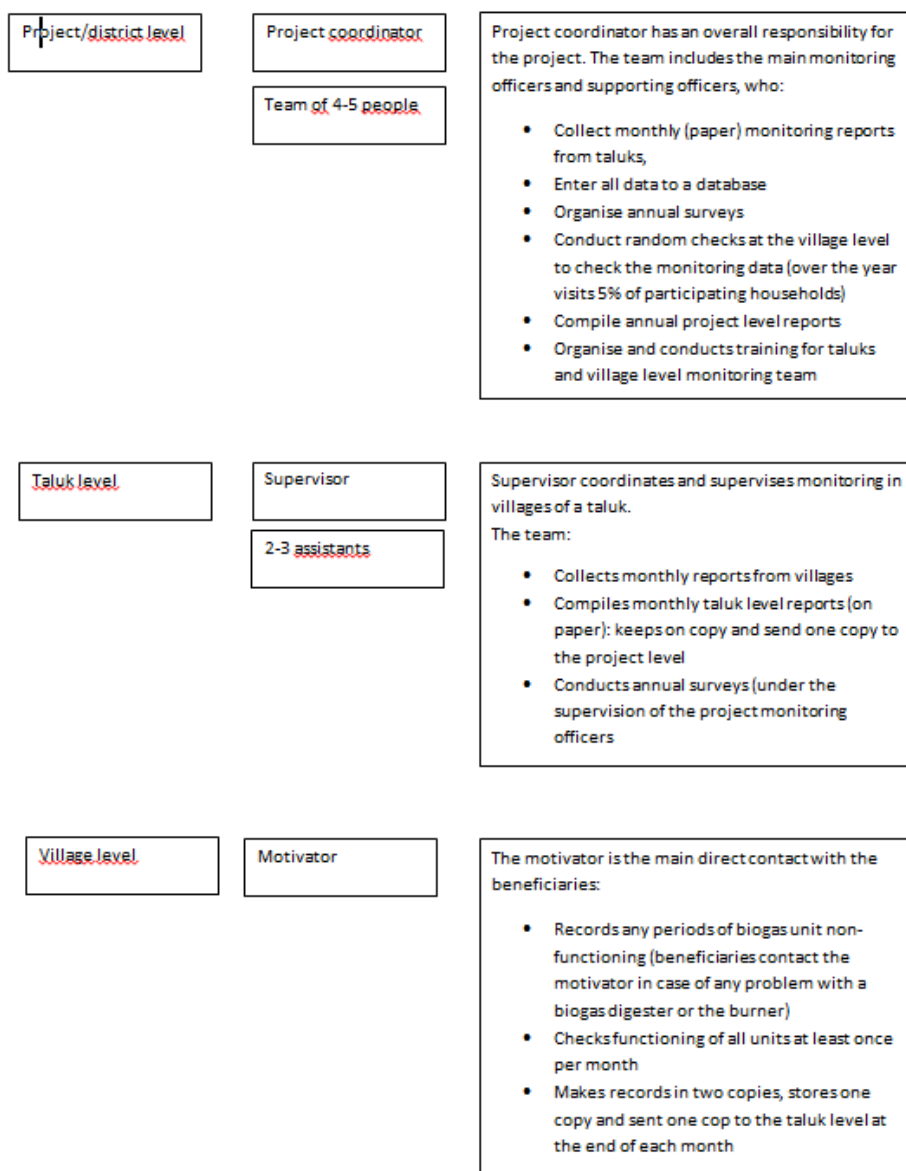 Project/district level
Project coordinator
Team of 4-5 people
Project coordinator has an overall responsibility for
the project. The team includes the main monitoring
officers and supporting officers, who:
• Collect monthly (paper) monitoring reports
from taluks,
• Enter all data to a database
• Organise annual surveys
• Conduct random checks at the village level
to check the monitoring data (over the year
visits 5% of participating households)
• Compile annual project level reports
• Organise and conducts training for taluks
and village level monitoring team
Taluk level
Supervisor
2-3 assistants
Supervisor coordinates and supervises monitoring in
villages of a taluk.
The team:
• Collects monthly reports from villages
• Compiles monthly taluk level reports (on
paper): keeps on copy and send one copy to
the project level
• Conducts annual surveys (under the
supervision of the project monitoring
officers
Village level
Motivator
The motivator is the main direct contact with the
beneficiaries:
• Records any periods of biogas unit non-
functioning (beneficiaries contact the
motivator in case of any problem with a
biogas digester or the burner)
• Checks functioning of all units at least once
per month
• Makes records in two copies, stores one
copy and sent one cop to the taluk level at
the end of each month